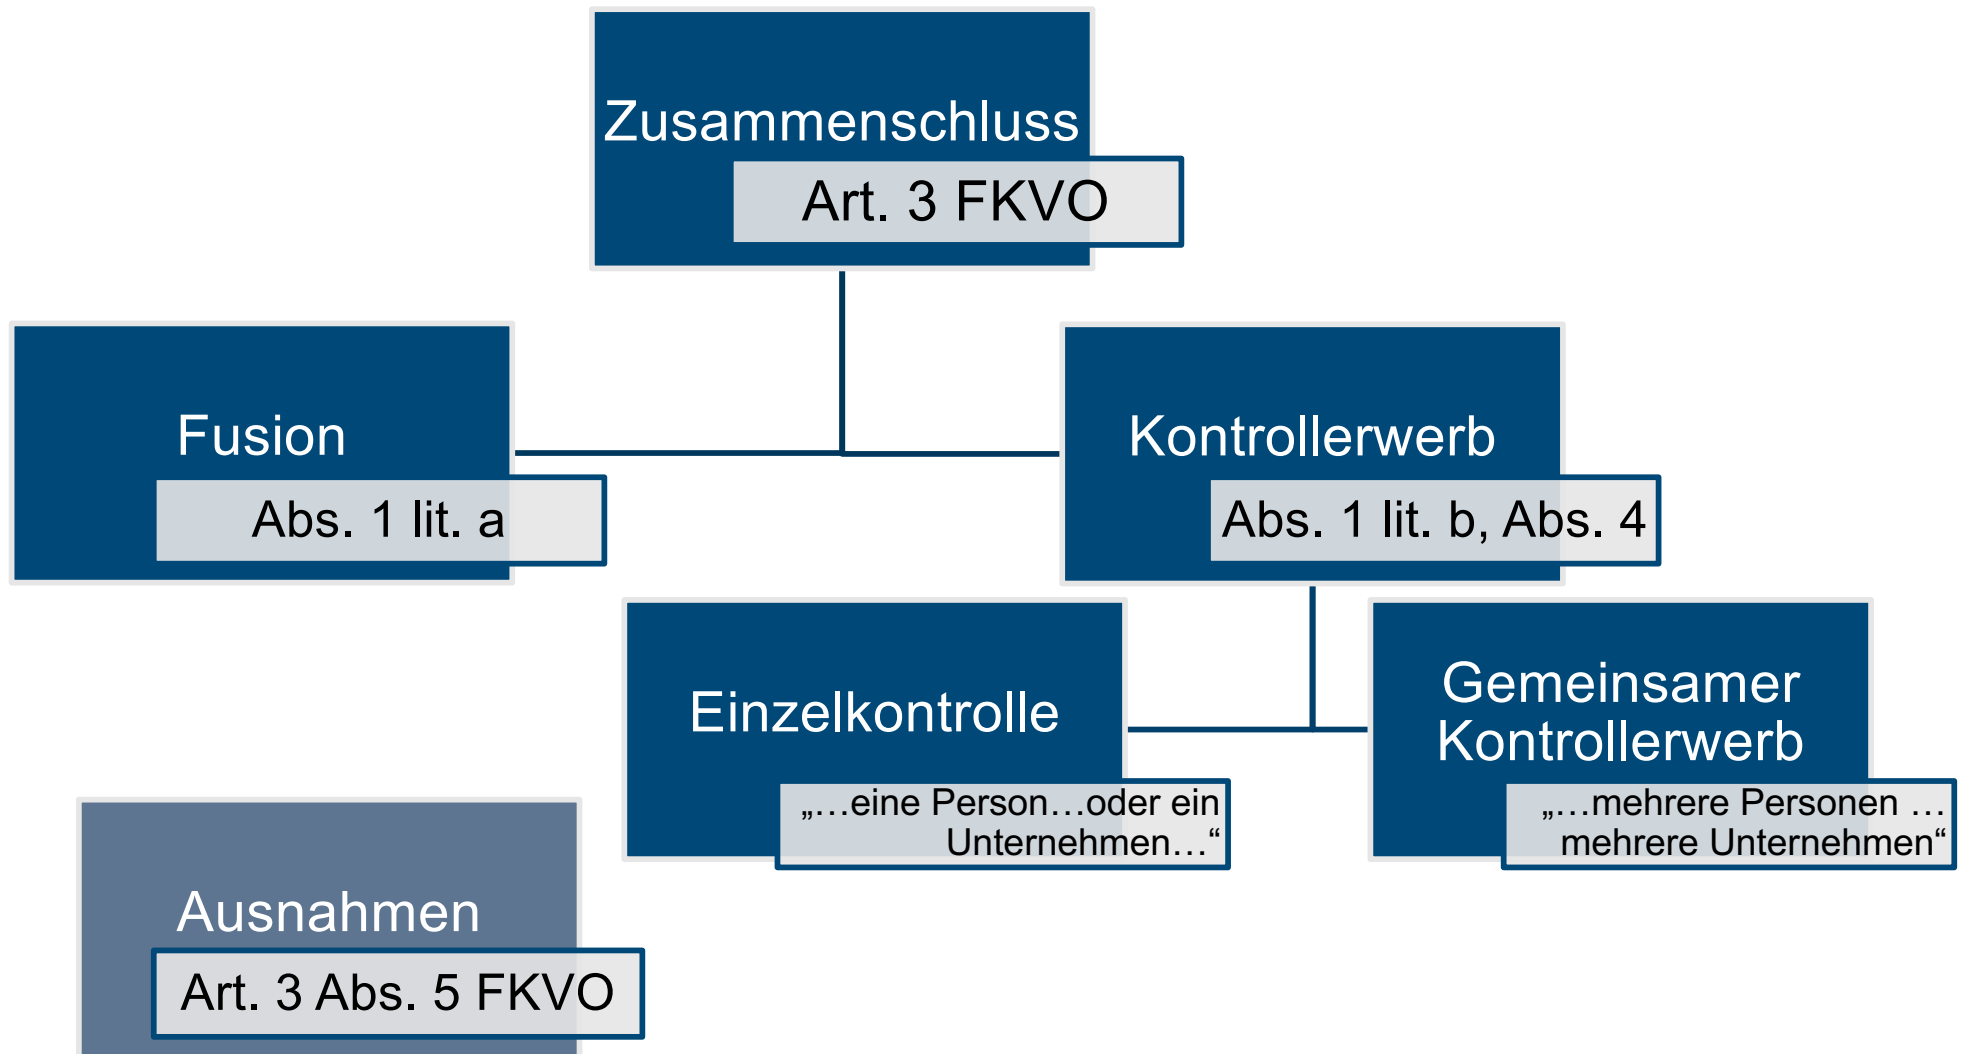 Zusammenschluss
Art. 3 FKVO
Fusion
Abs. 1 lit. a
Kontrollerwerb
Abs. 1 lit. b, Abs. 4
Einzelkontrolle
„…eine Person…oder ein
Unternehmen…“
Gemeinsamer
Kontrollerwerb
„…mehrere Personen …
mehrere Unternehmen“
Ausnahmen
Art. 3 Abs. 5 FKVO